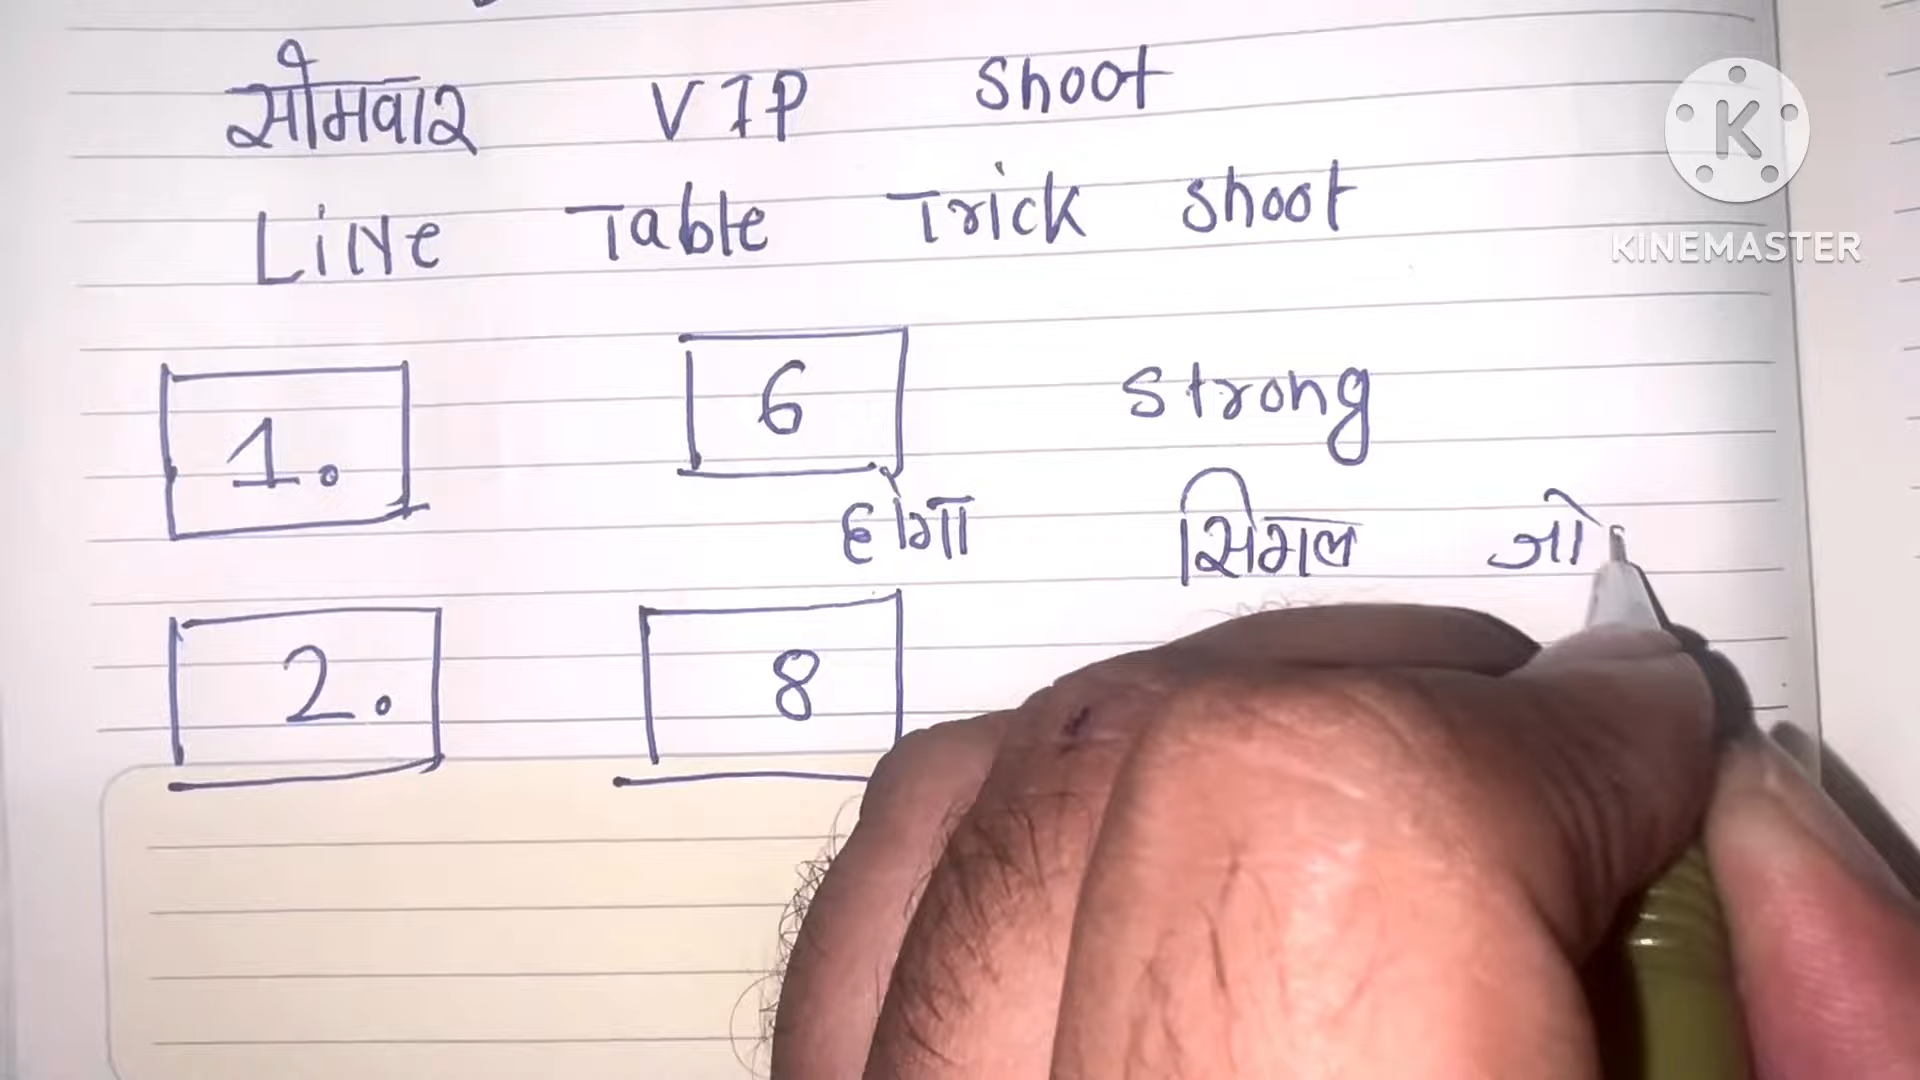 सोमवार VIP Shoot
LiNe Table Trick Shoot
1. 6 Strong
होगा सिंगल जो
2. 8
K
KINEMASTER